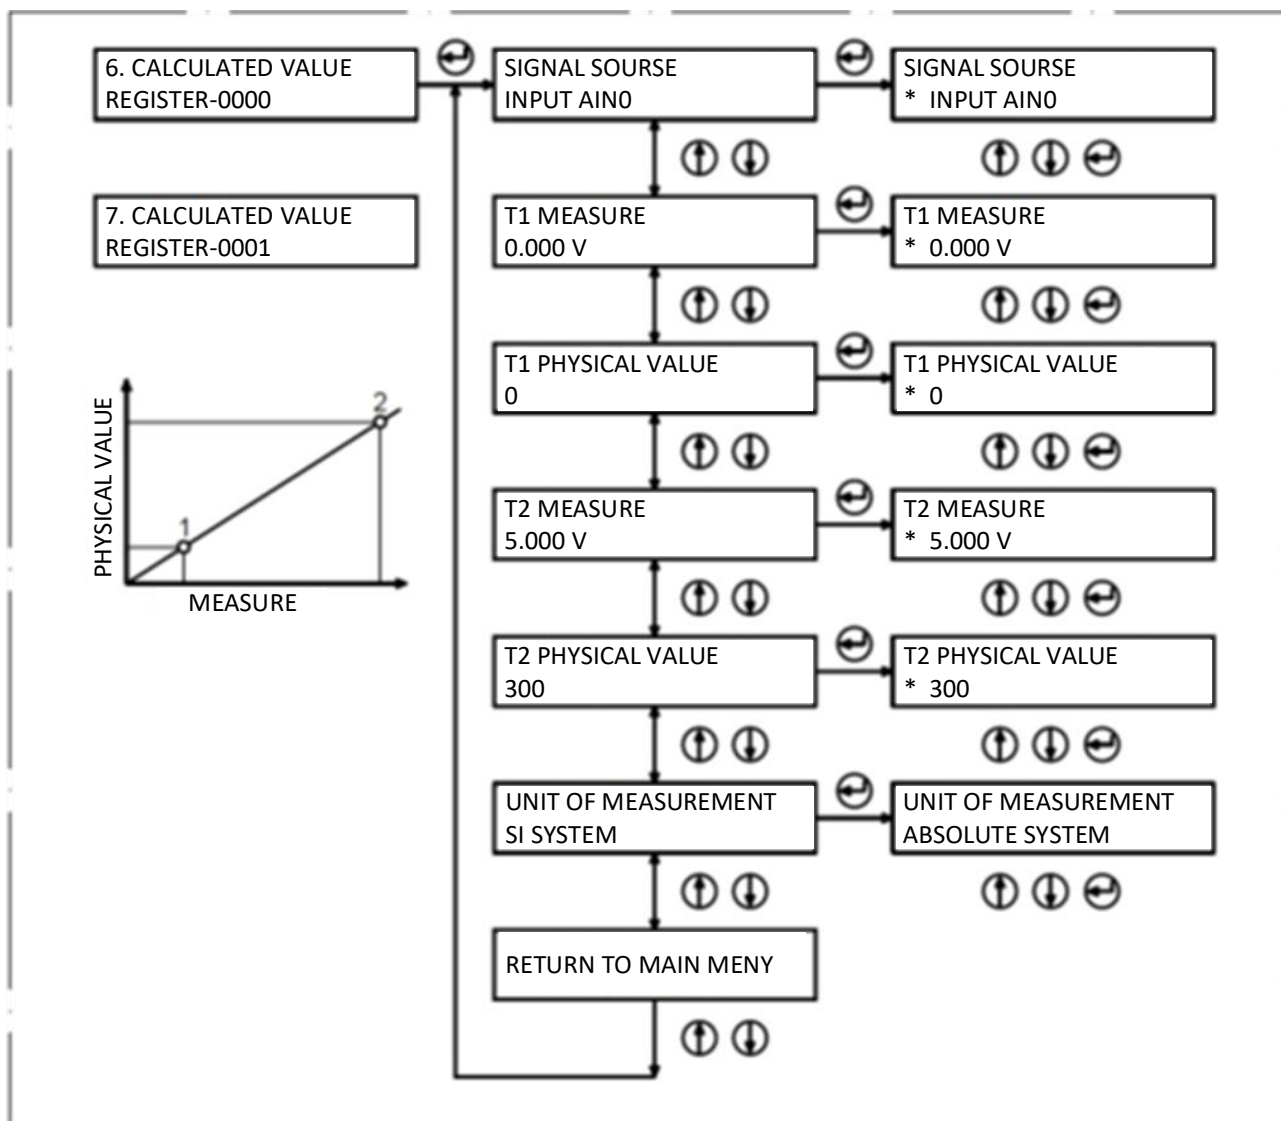 6. CALCULATED VALUE
REGISTER-0000
SIGNAL SOURSE
INPUT AIN0
SIGNAL SOURSE
* INPUT AIN0
7. CALCULATED VALUE
REGISTER-0001
T1 MEASURE
0.000 V
T1 MEASURE
* 0.000 V
T1 PHYSICAL VALUE
0
T1 PHYSICAL VALUE
* 0
PHYSICAL VALUE
2
1
MEASURE
T2 MEASURE
5.000 V
T2 MEASURE
* 5.000 V
T2 PHYSICAL VALUE
300
T2 PHYSICAL VALUE
* 300
UNIT OF MEASUREMENT
SI SYSTEM
UNIT OF MEASUREMENT
ABSOLUTE SYSTEM
RETURN TO MAIN MENY